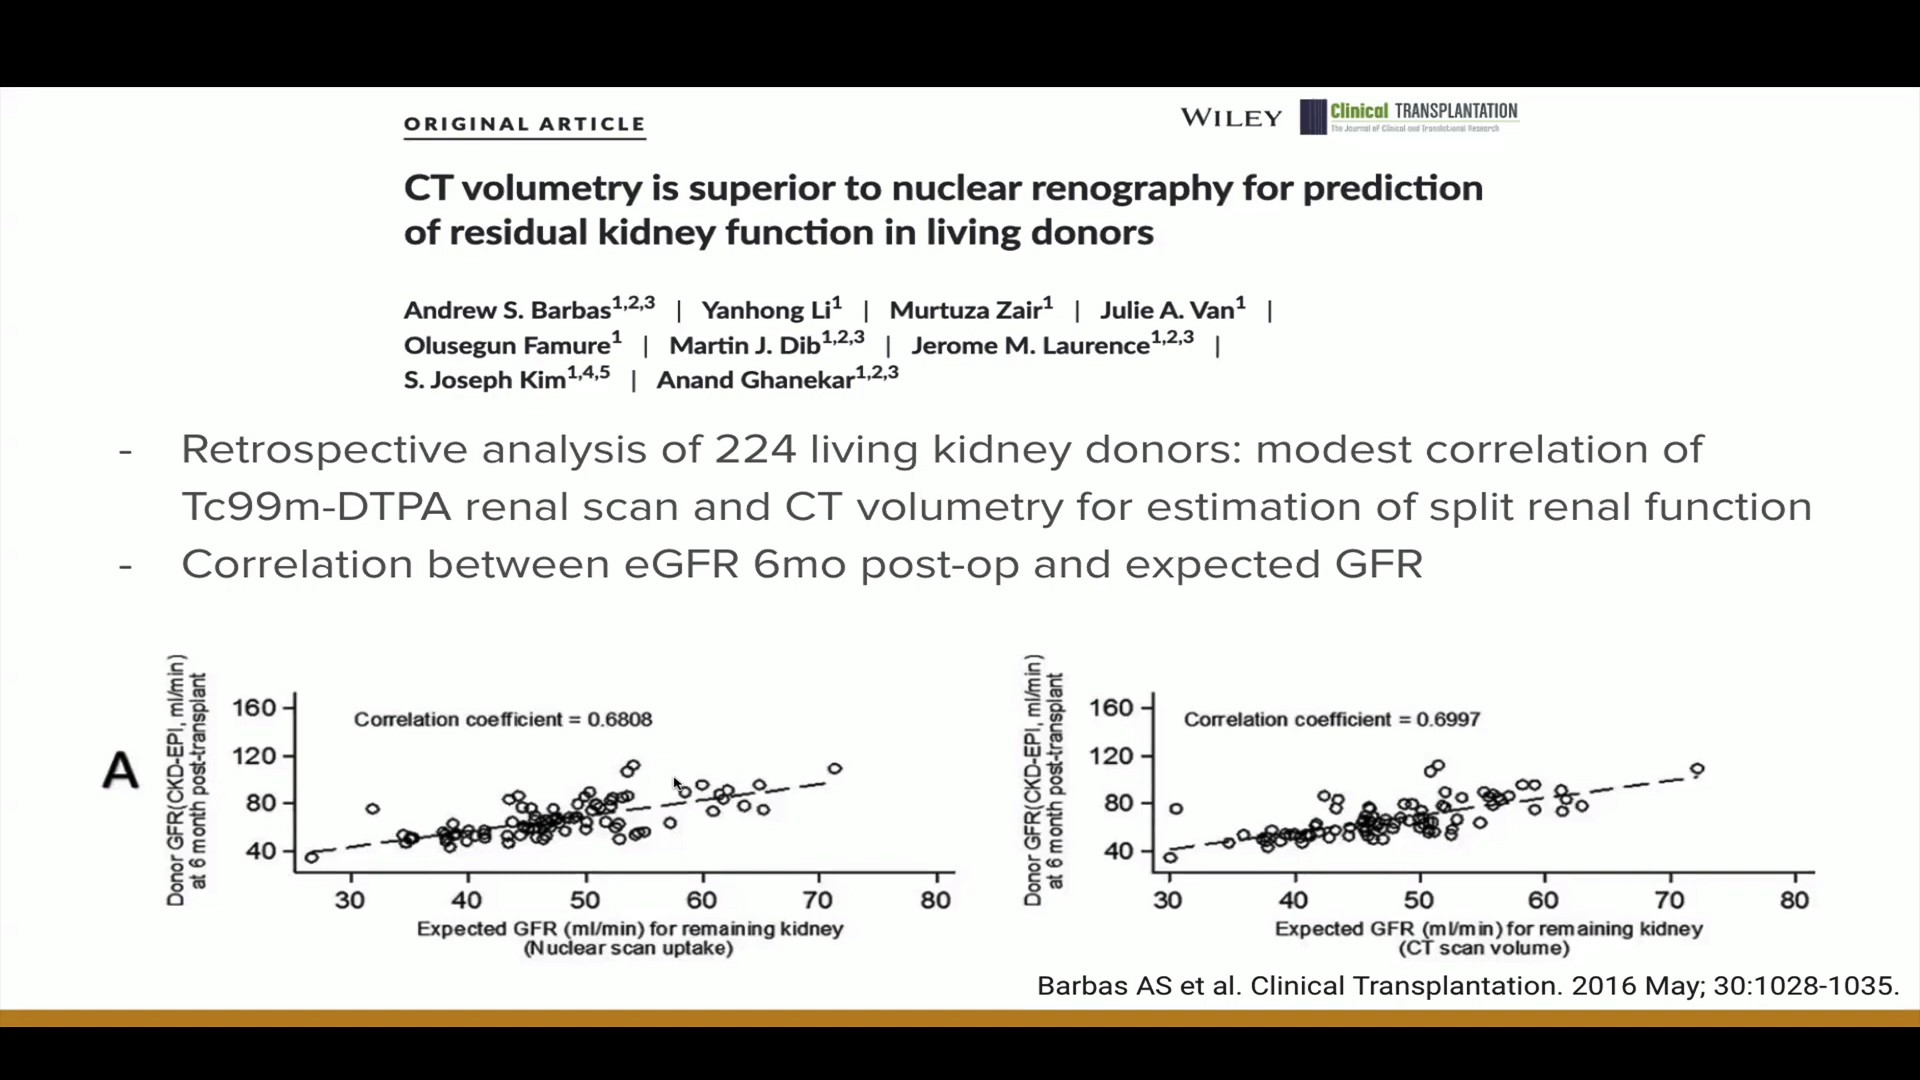 ORIGINAL ARTICLE
WILEY
Clinical TRANSPLANTATION
The Journal of Clinical and Translational Research
CT volumetry is superior to nuclear renography for prediction
of residual kidney function in living donors
Andrew S. Barbas1,2,3 | Yanhong Li1 | Murtuza Zair1 | Julie A. Van1 |
Olusegun Famure1 | Martin J. Dib1,2,3 | Jerome M. Laurence1,2,3 |
S. Joseph Kim1,4,5 | Anand Ghanekar1,2,3
- Retrospective analysis of 224 living kidney donors: modest correlation of
Tc99m-DTPA renal scan and CT volumetry for estimation of split renal function
- Correlation between eGFR 6mo post-op and expected GFR
A
Donor GFR(CKD-EPI, ml/min)
at 6 month post-transplant
160
120
80
40
Correlation coefficient = 0.6808
30 40 50 60 70 80
Expected GFR (ml/min) for remaining kidney
(Nuclear scan uptake)
Donor GFR(CKD-EPI, ml/min)
at 6 month post-transplant
160
120
80
40
Correlation coefficient = 0.6997
30 40 50 60 70 80
Expected GFR (ml/min) for remaining kidney
(CT scan volume)
Barbas AS et al. Clinical Transplantation. 2016 May; 30:1028-1035.